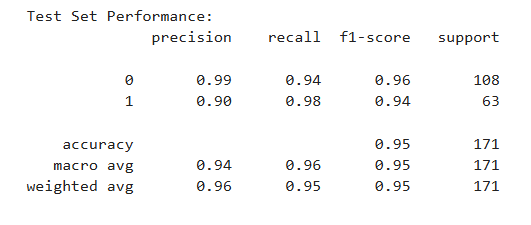 Test Set Performance:
precision recall f1-score support
0 0.99 0.94 0.96 108
1 0.90 0.98 0.94 63
accuracy 0.95 171
macro avg 0.94 0.96 0.95 171
weighted avg 0.96 0.95 0.95 171